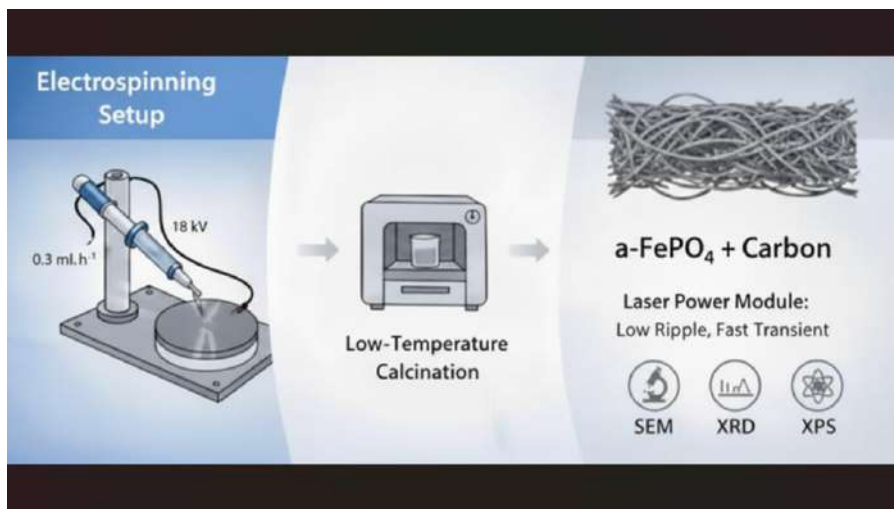 Electrospinning
Setup
18 kV
0.3 ml.h⁻¹
Low-Temperature
Calcination
a-FePO₄ + Carbon
Laser Power Module:
Low Ripple, Fast Transient
SEM XRD XPS